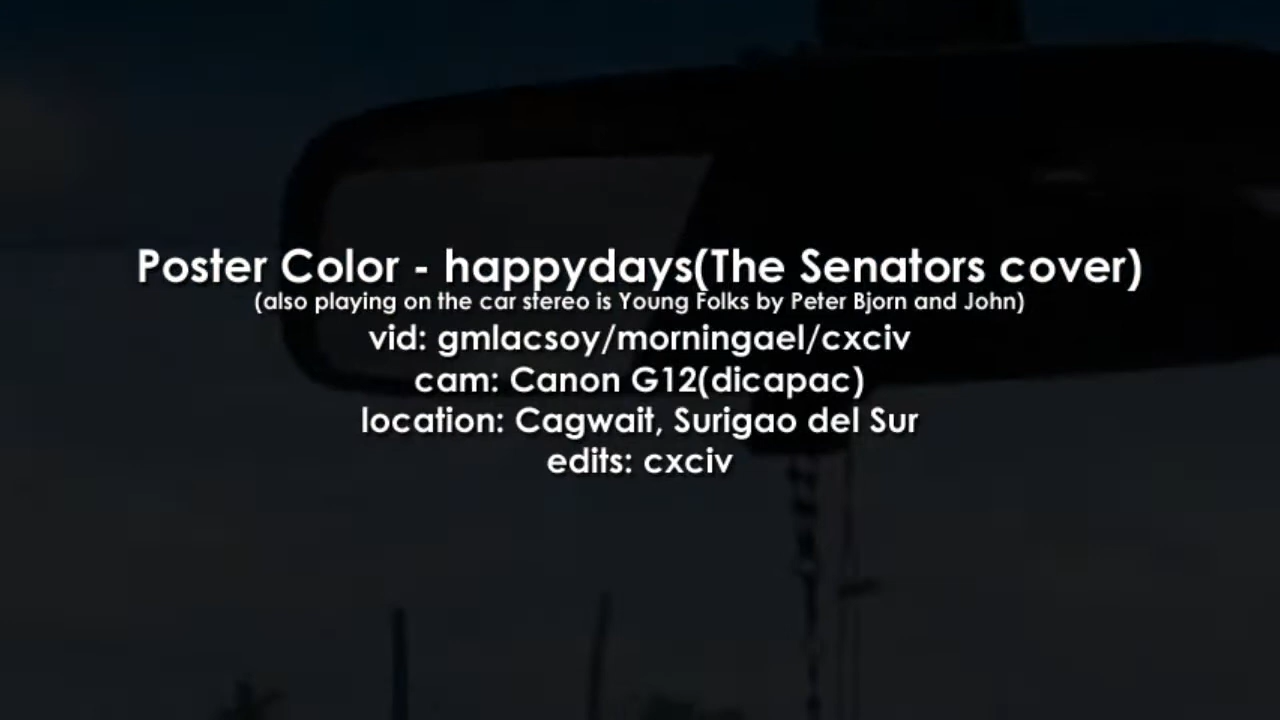 Poster Color - happydays(The Senators cover)
(also playing on the car stereo is Young Folks by Peter Bjorn and John)
vid: gmlacsoy/morningael/cxciv
cam: Canon G12(dicapac)
location: Cagwait, Surigao del Sur
edits: cxciv